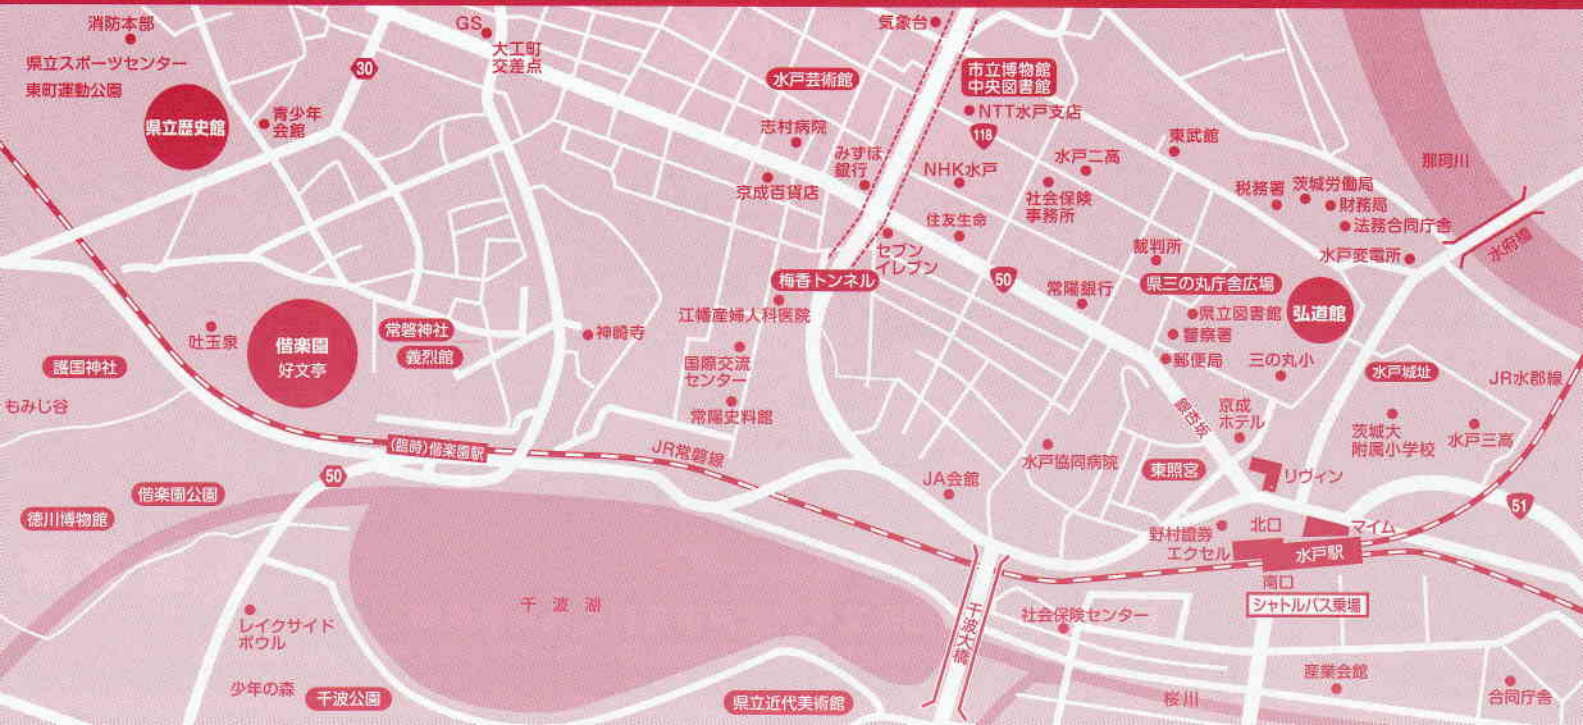 消防本部
県立スポーツセンター
東町運動公園
県立歴史館
青少年
会館
30
GS
大工町
交差点
気象台
水戸芸術館
市立博物館
中央図書館
NTT水戸支店
118
志村病院
みずほ
銀行
京成百貨店
NHK水戸
水戸二高
社会保険
事務所
東武館
税務署
茨城労働局
財務局
法務合同庁舎
那珂川
水府橋
水戸変電所
住友生命
セブン
イレブン
裁判所
梅香トンネル
50
常陽銀行
県三の丸庁舎広場
弘道館
県立図書館
警察署
郵便局
三の丸小
江幡産婦人科医院
神崎寺
国際交流
センター
常陽史料館
吐玉泉
偕楽園
好文亭
常磐神社
義烈館
護国神社
もみじ谷
水戸城址
JR水郡線
銀杏坂
京成
ホテル
茨城大
附属小学校
水戸三高
(臨時)偕楽園駅
JR常磐線
50
JA会館
水戸協同病院
東照宮
リヴィン
51
偕楽園公園
徳川博物館
野村證券
北口
マイム
エクセル
水戸駅
南口
シャトルバス乗場
千波湖
千波大橋
社会保険センター
レイクサイド
ボウル
少年の森
千波公園
県立近代美術館
桜川
産業会館
合同庁舎